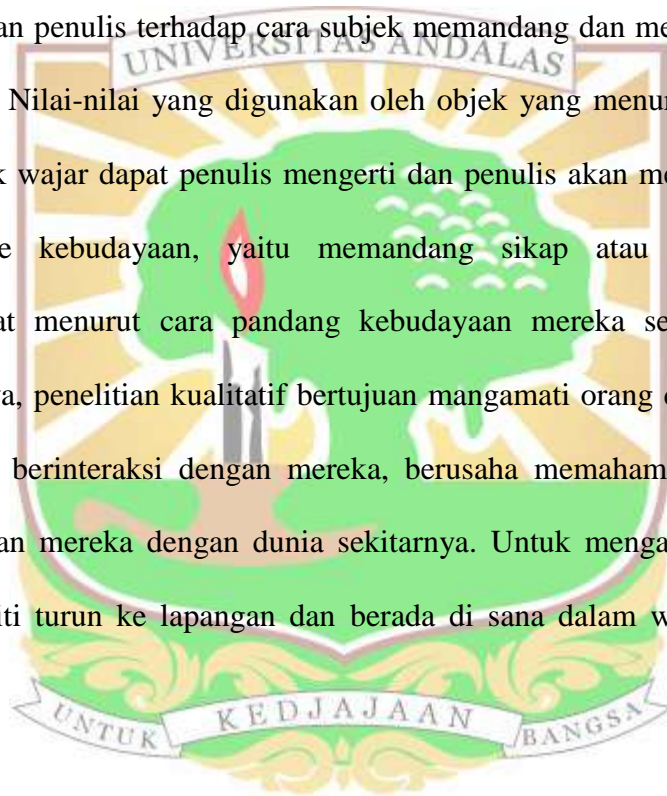 an penulis terhadap cara subjek memandang dan me
UNIVERSITAS ANDALAS
Nilai-nilai yang digunakan oleh objek yang menur
k wajar dapat penulis mengerti dan penulis akan me
e kebudayaan, yaitu memandang sikap atau
at menurut cara pandang kebudayaan mereka se
ya, penelitian kualitatif bertujuan mangamati orang
berinteraksi dengan mereka, berusaha memaham
an mereka dengan dunia sekitarnya. Untuk menga
iti turun ke lapangan dan berada di sana dalam w
UNTUK KEDJAJAAN BANGSA